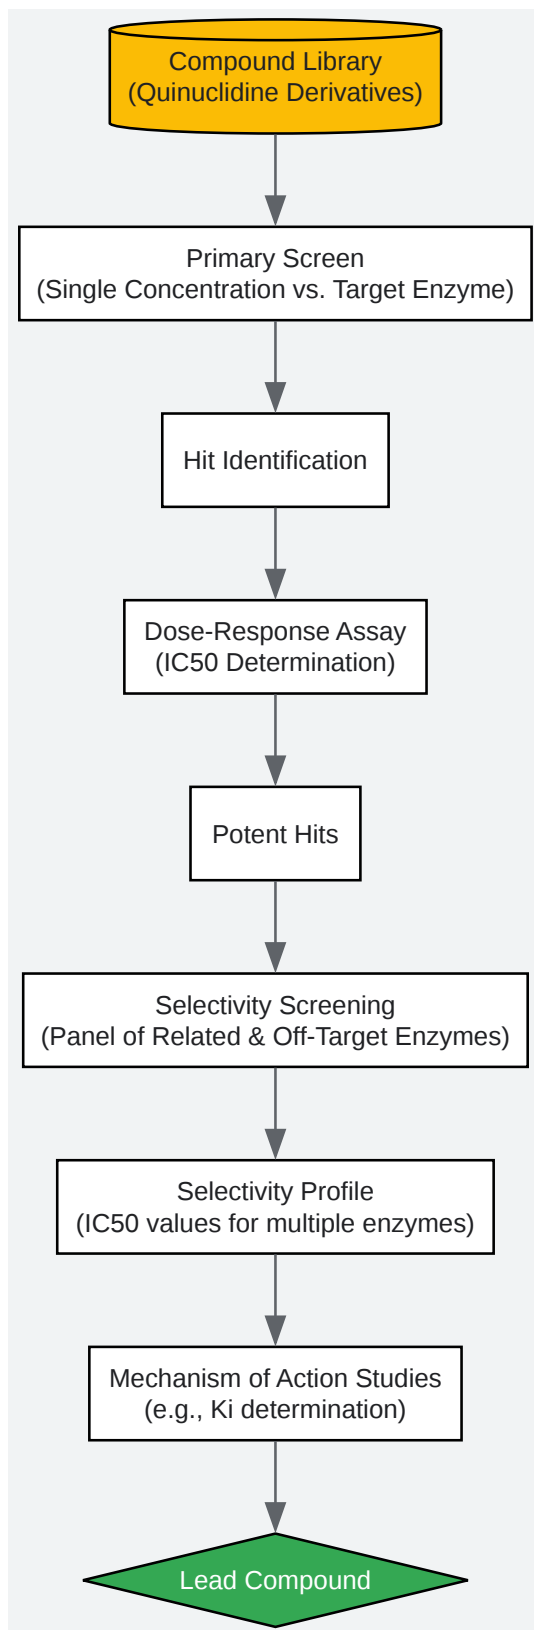 Compound Library
(Quinuclidine Derivatives)
Primary Screen
(Single Concentration vs. Target Enzyme)
Hit Identification
Dose-Response Assay
(IC50 Determination)
Potent Hits
Selectivity Screening
(Panel of Related & Off-Target Enzymes)
Selectivity Profile
(IC50 values for multiple enzymes)
Mechanism of Action Studies
(e.g., Ki determination)
Lead Compound